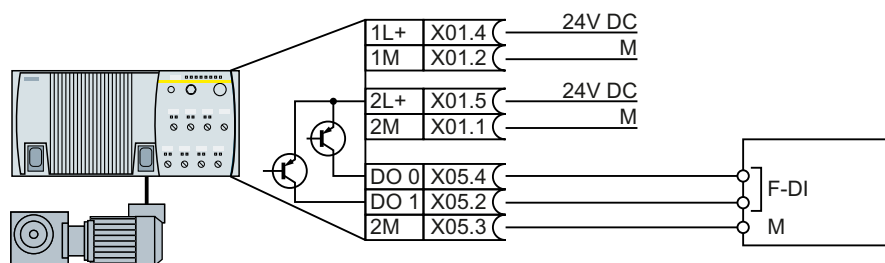 1L+ X01.4 24V DC
1M X01.2 M
2L+ X01.5 24V DC
2M X01.1 M
DO 0 X05.4
DO 1 X05.2
2M X05.3
F-DI
M